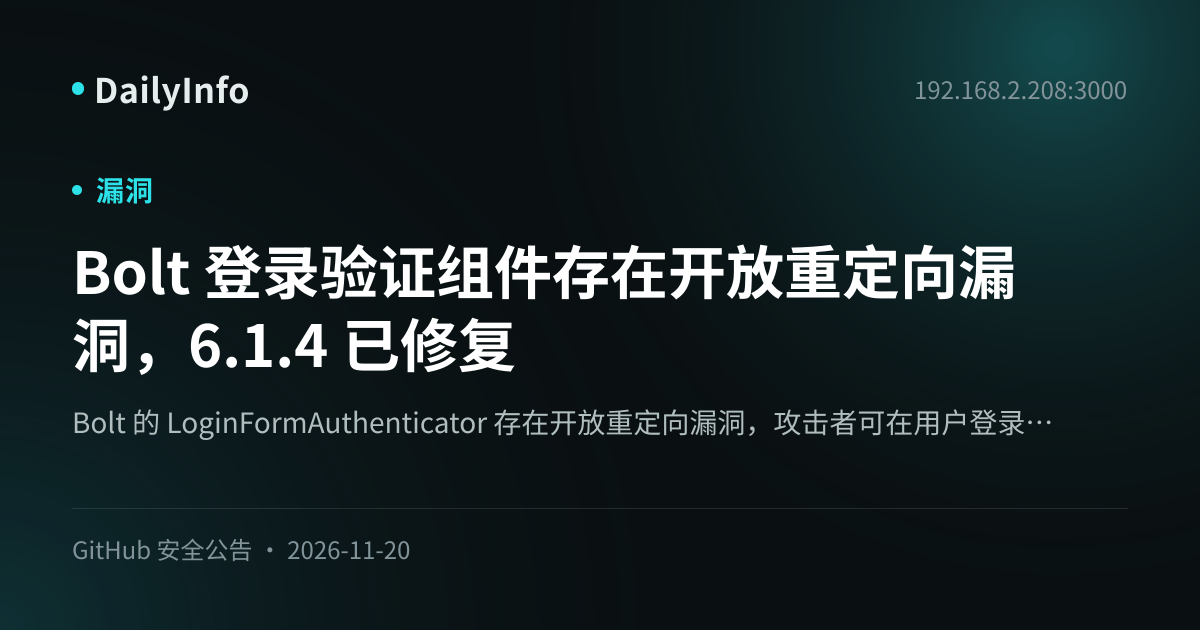 DailyInfo
192.168.2.208:3000
漏洞
Bolt 登录验证组件存在开放重定向漏
洞，6.1.4 已修复
Bolt 的 LoginFormAuthenticator 存在开放重定向漏洞，攻击者可在用户登录…
GitHub 安全公告 · 2026-11-20